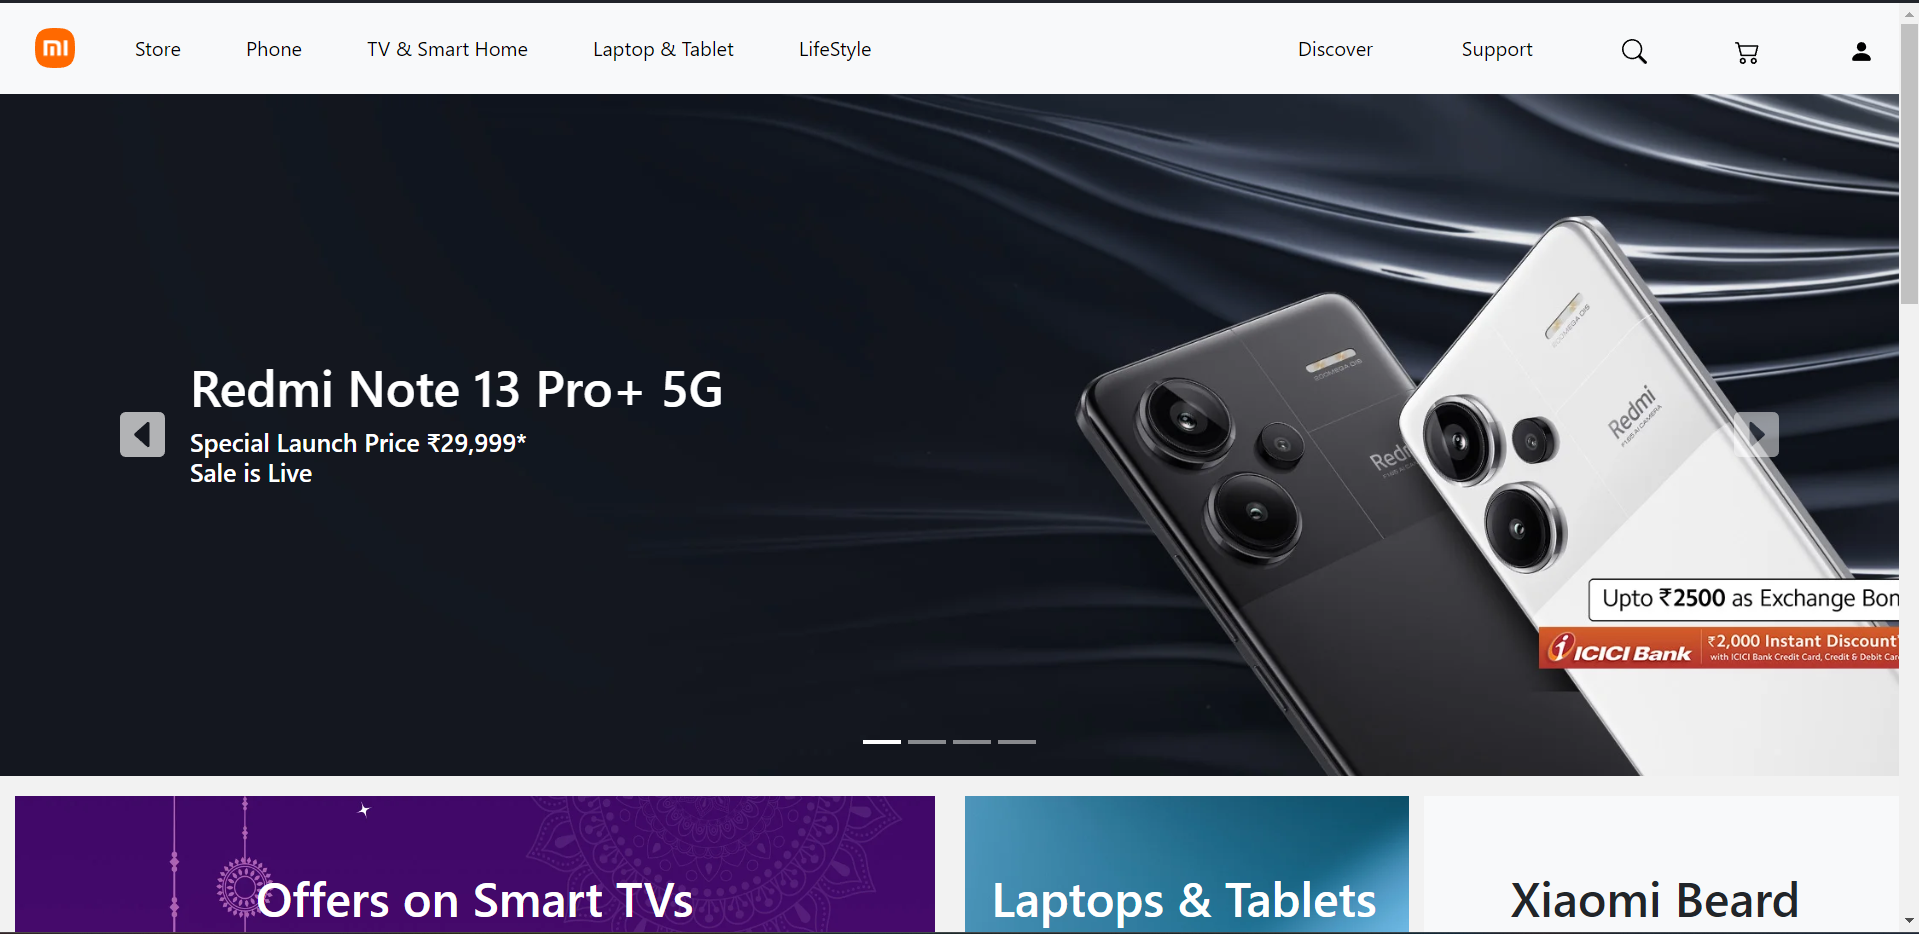 mi
Store Phone TV & Smart Home Laptop & Tablet LifeStyle Discover Support
Redmi Note 13 Pro+ 5G
Special Launch Price ₹29,999*
Sale is Live
Redmi
Redmi
Upto ₹2500 as Exchange Bon
ICICI Bank
₹2,000 Instant Discount*
with ICICI Bank Credit Card, Credit & Debit Car
Offers on Smart TVs
Laptops & Tablets
Xiaomi Beard